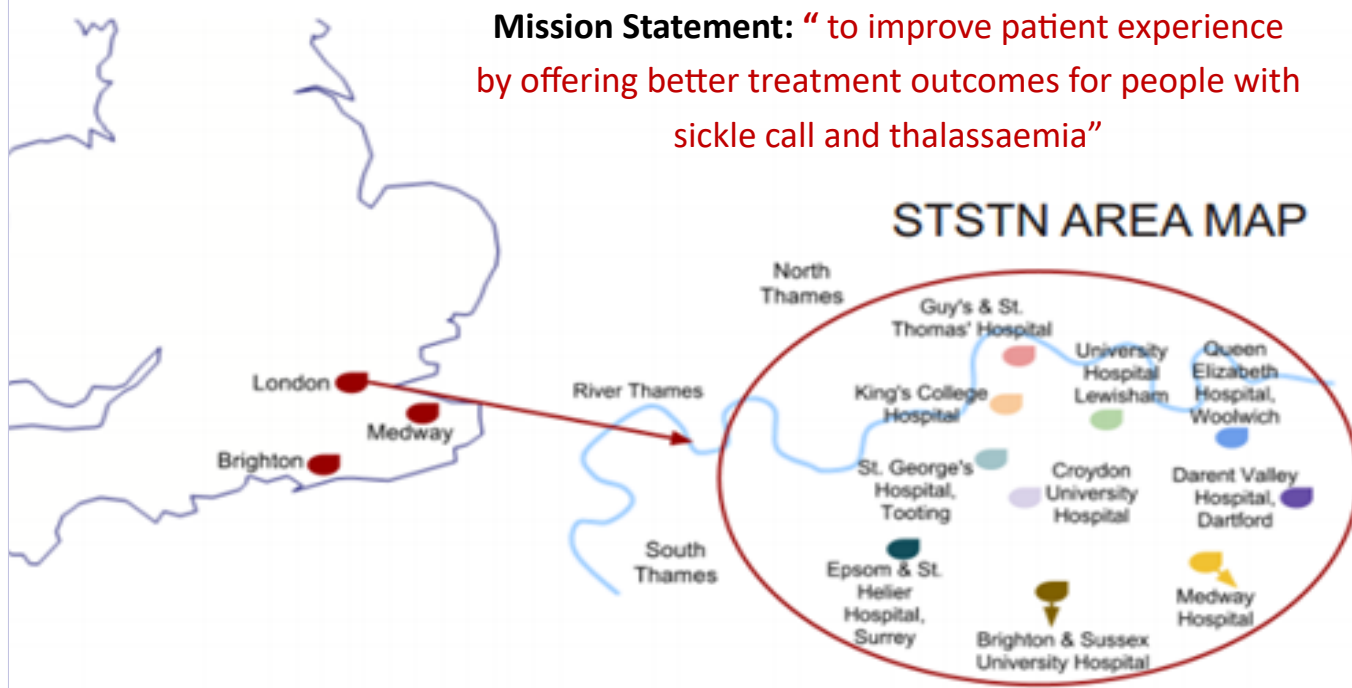 Mission Statement: “ to improve patient experience
by offering better treatment outcomes for people with
sickle call and thalassaemia”
STSTN AREA MAP
North
Thames
Guy's & St.
Thomas' Hospital
University
Hospital
Lewisham
Queen
Elizabeth
Hospital,
Woolwich
London
River Thames
King's College
Hospital
Medway
Brighton
St. George's
Hospital,
Tooting
Croydon
University
Hospital
Darent Valley
Hospital,
Dartford
South
Thames
Epsom & St.
Helier
Hospital,
Surrey
Medway
Hospital
Brighton & Sussex
University Hospital